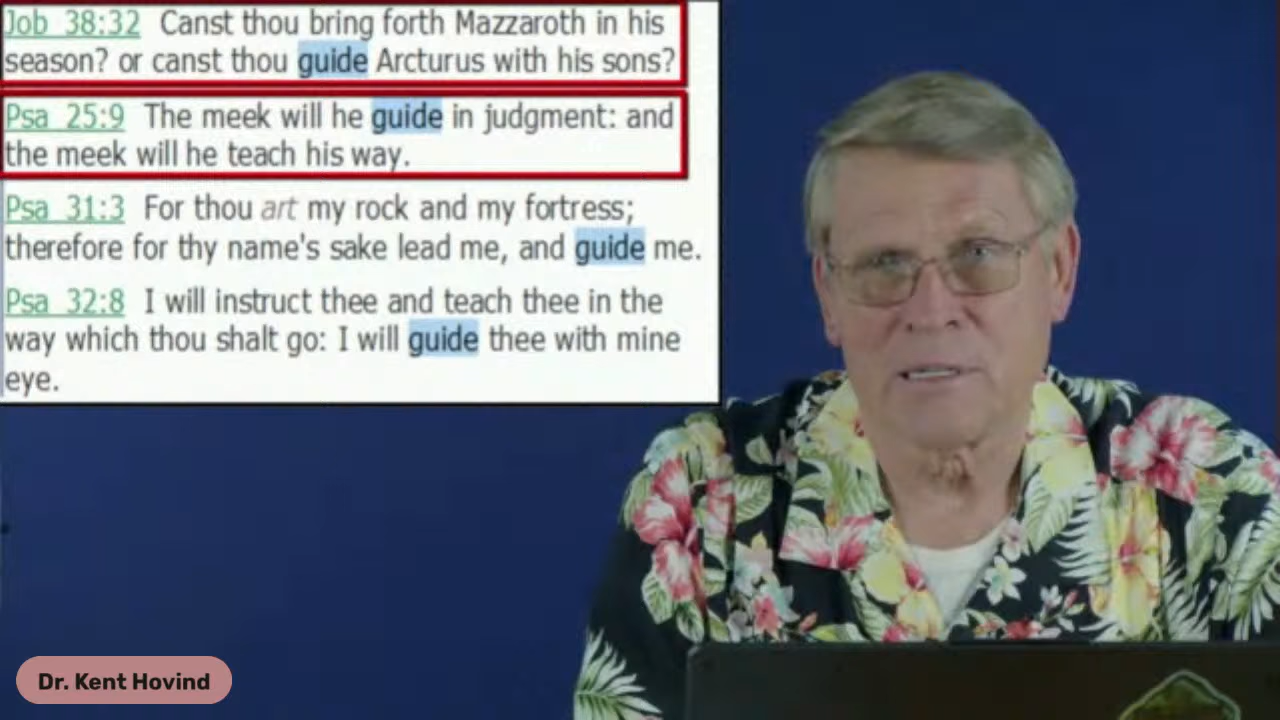 Job 38:32 Canst thou bring forth Mazzaroth in his
season? or canst thou guide Arcturus with his sons?
Psa 25:9 The meek will he guide in judgment: and
the meek will he teach his way.
Psa 31:3 For thou art my rock and my fortress;
therefore for thy name's sake lead me, and guide me.
Psa 32:8 I will instruct thee and teach thee in the
way which thou shalt go: I will guide thee with mine
eye.
Dr. Kent Hovind